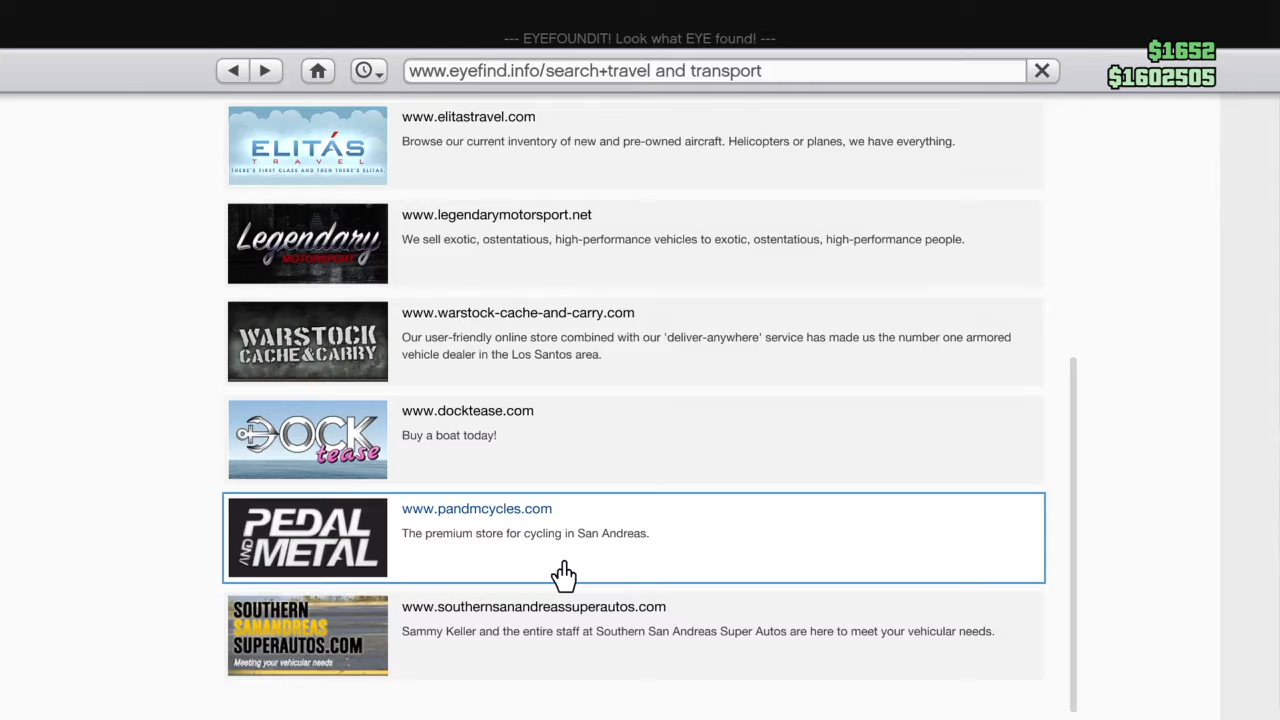 --- EYEFOUNDIT! Look what EYE found! ---
$1652
www.eyefind.info/search+travel and transport
$1602505
ELITÁS
TRAVEL
THERE'S FIRST CLASS AND THEN THERE'S ELITAS.
www.elitastravel.com
Browse our current inventory of new and pre-owned aircraft. Helicopters or planes, we have everything.
Legendary
MOTORSPORT
www.legendarymotorsport.net
We sell exotic, ostentatious, high-performance vehicles to exotic, ostentatious, high-performance people.
WARSTOCK
CACHE&CARRY
www.warstock-cache-and-carry.com
Our user-friendly online store combined with our 'deliver-anywhere' service has made us the number one armored
vehicle dealer in the Los Santos area.
DOCK
tease
www.docktease.com
Buy a boat today!
PEDAL
AND METAL
www.pandmcycles.com
The premium store for cycling in San Andreas.
SOUTHERN
SANANDREAS
SUPERAUTOS.COM
Meeting your vehicular needs
www.southernsanandreassuperautos.com
Sammy Keller and the entire staff at Southern San Andreas Super Autos are here to meet your vehicular needs.